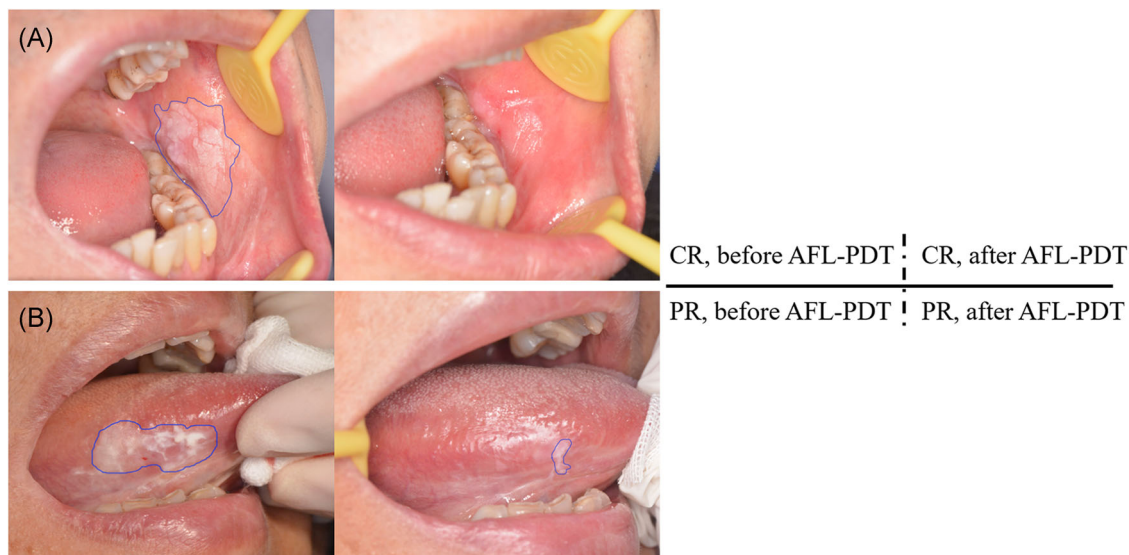 (A)
CR, before AFL-PDT
CR, after AFL-PDT
PR, before AFL-PDT
PR, after AFL-PDT
(B)